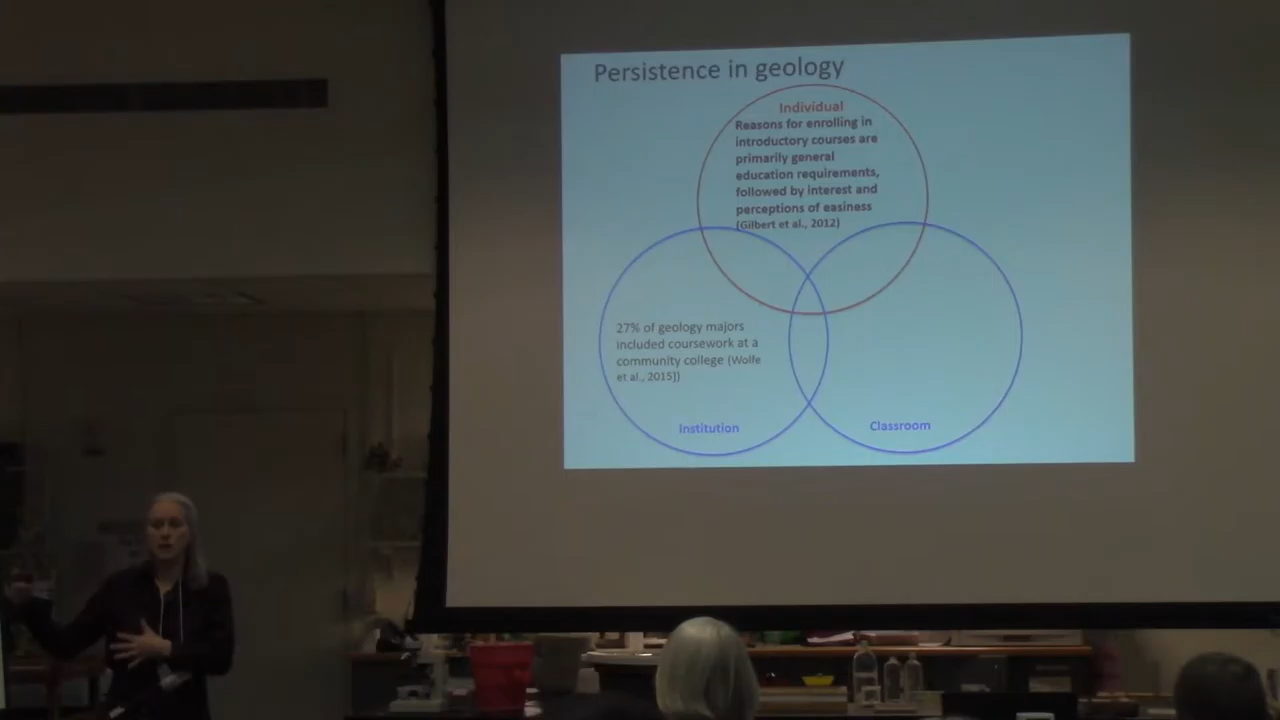 Persistence in geology
Individual
Reasons for enrolling in
introductory courses are
primarily general
education requirements,
followed by interest and
perceptions of easiness
(Gilbert et al., 2012)
27% of geology majors
included coursework at a
community college (Wolfe
et al., 2015])
Institution
Classroom